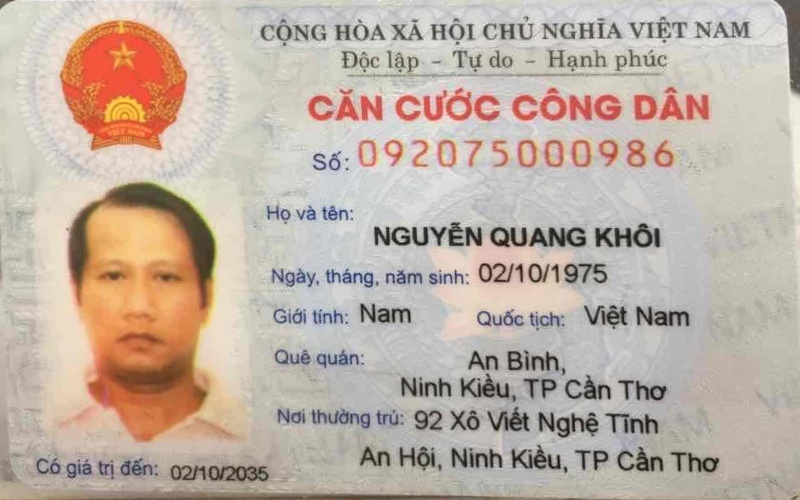 CỘNG HÒA XÃ HỘI CHỦ NGHĨA VIỆT NAM
Độc lập - Tự do - Hạnh phúc
CĂN CƯỚC CÔNG DÂN
Số: 092075000986
Họ và tên:
NGUYỄN QUANG KHÔI
Ngày, tháng, năm sinh: 02/10/1975
Giới tính: Nam Quốc tịch: Việt Nam
Quê quán: An Bình,
Ninh Kiều, TP Cần Thơ
Nơi thường trú: 92 Xô Viết Nghệ Tĩnh
An Hội, Ninh Kiều, TP Cần Thơ
Có giá trị đến: 02/10/2035
VIỆT NAM